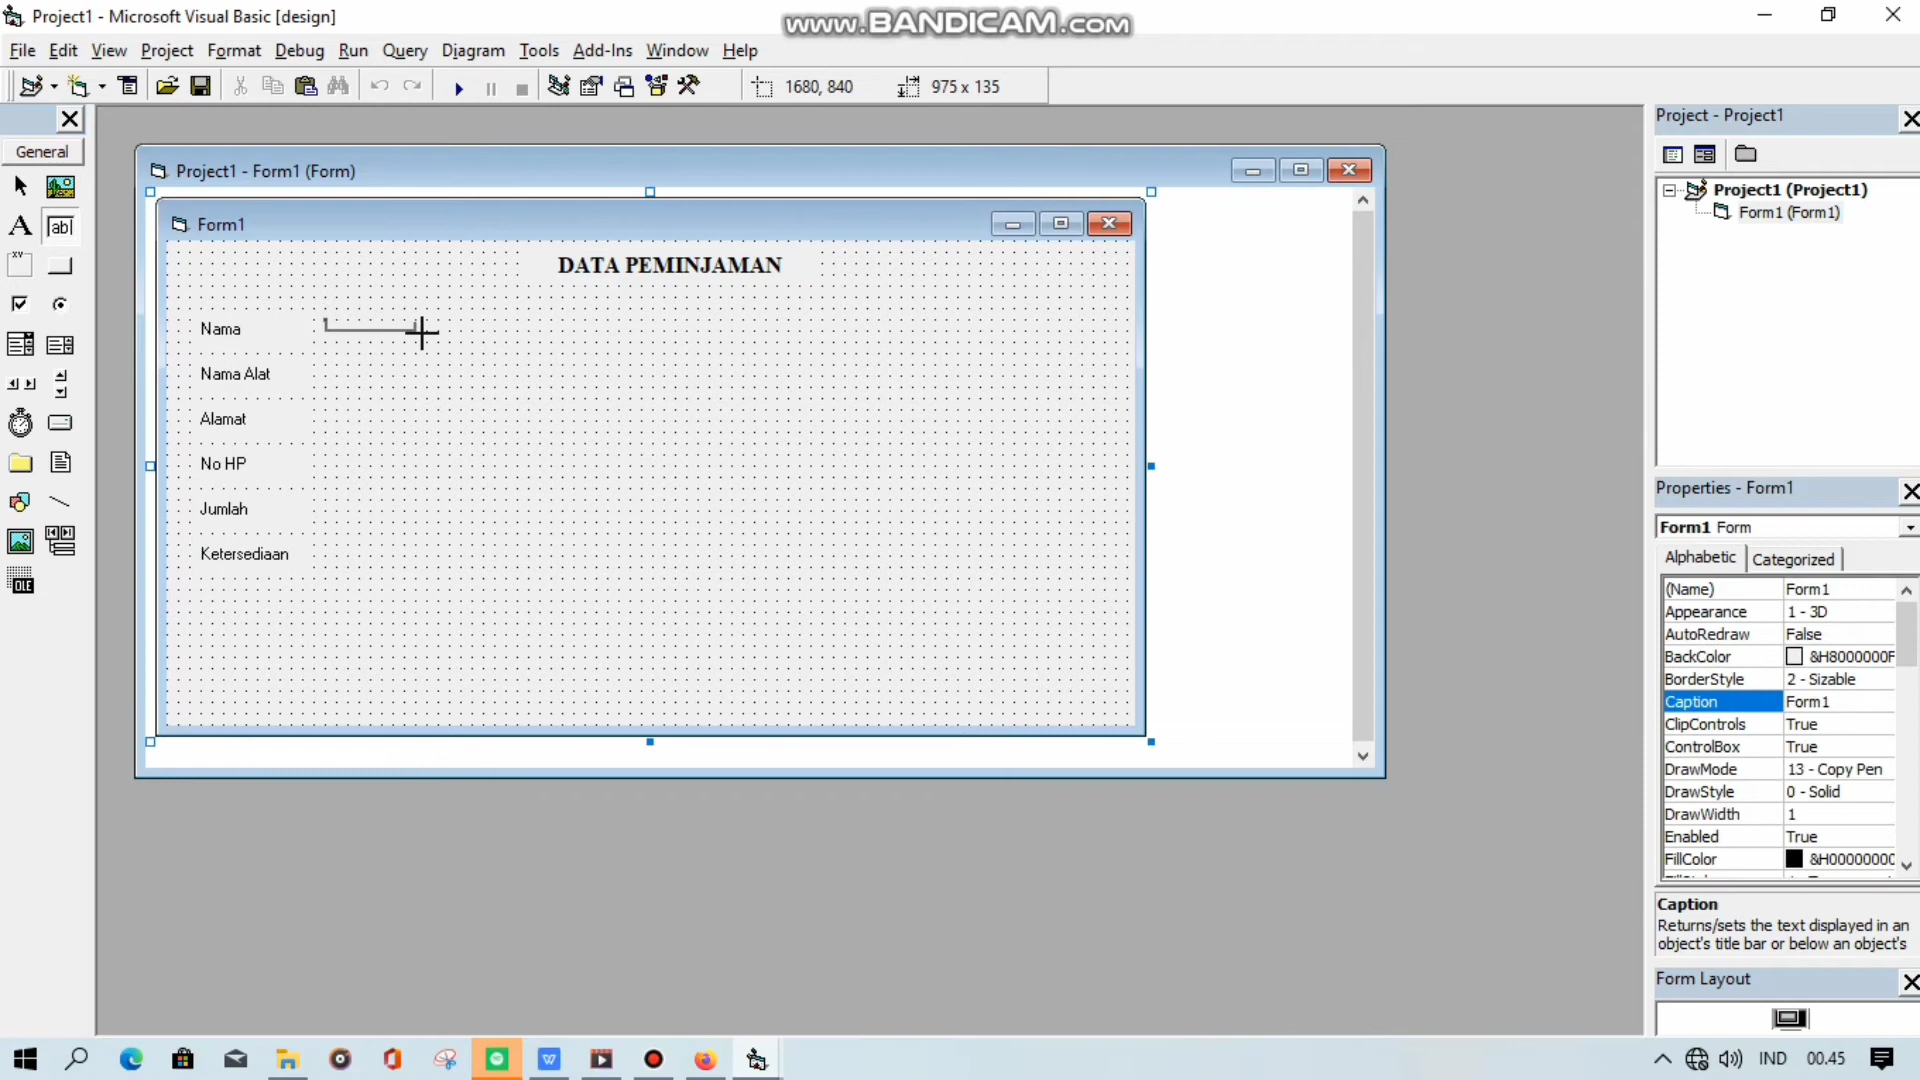 Project1 - Microsoft Visual Basic [design]
www.BANDICAM.com
File Edit View Project Format Debug Run Query Diagram Tools Add-Ins Window Help
1680, 840 975 x 135
General
Project1 - Form1 (Form)
Form1
DATA PEMINJAMAN
Nama
Nama Alat
Alamat
No HP
Jumlah
Ketersediaan
A
abl
XY
OLE
Project - Project1
Project1 (Project1)
Form1 (Form1)
Properties - Form1
Form1 Form
Alphabetic Categorized
(Name) Form1
Appearance 1 - 3D
AutoRedraw False
BackColor &H8000000F
BorderStyle 2 - Sizable
Caption Form1
ClipControls True
ControlBox True
DrawMode 13 - Copy Pen
DrawStyle 0 - Solid
DrawWidth 1
Enabled True
FillColor &H0000000
Caption
Returns/sets the text displayed in an
object's title bar or below an object's
Form Layout
W
IND 00.45